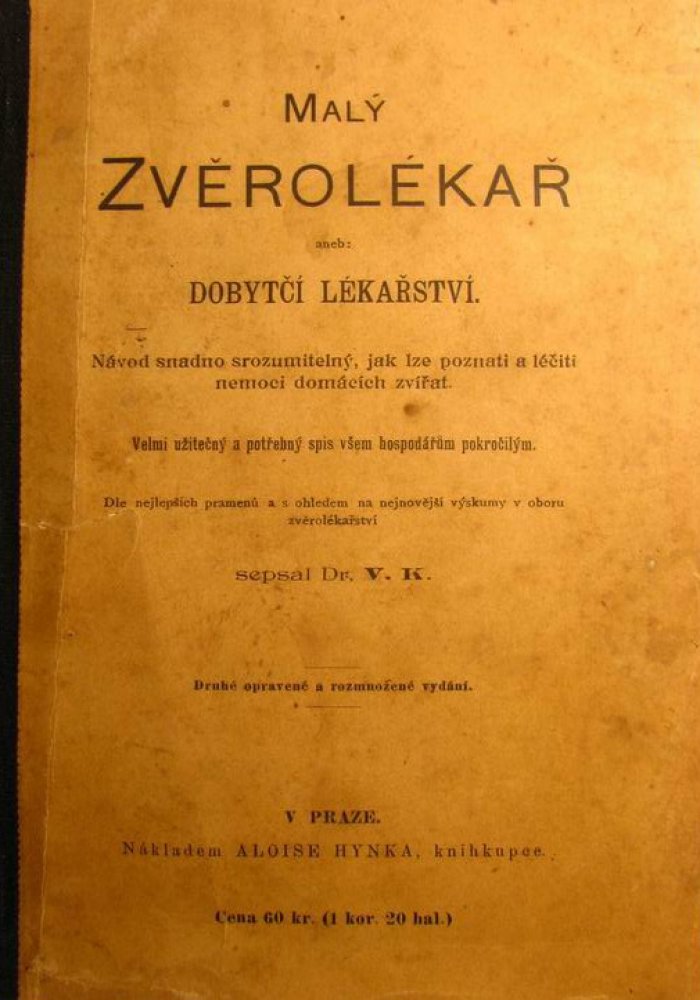 MALÝ
ZVĚROLÉKAŘ
aneb:
DOBYTČÍ LÉKAŘSTVÍ.
Návod snadno srozumitelný, jak lze poznati a léčiti
nemoci domácích zvířat.
Velmi užitečný a potřebný spis všem hospodářům pokročilým.
Dle nejlepších pramenů a s ohledem na nejnovější výskumy v oboru
zvěrolékařství
sepsal Dr. V. K.
Druhé opravené a rozmnožené vydání.
V PRAZE.
Nákladem ALOISE HYNKA, knihkupce.
Cena 60 kr. (1 kor. 20 hal.)